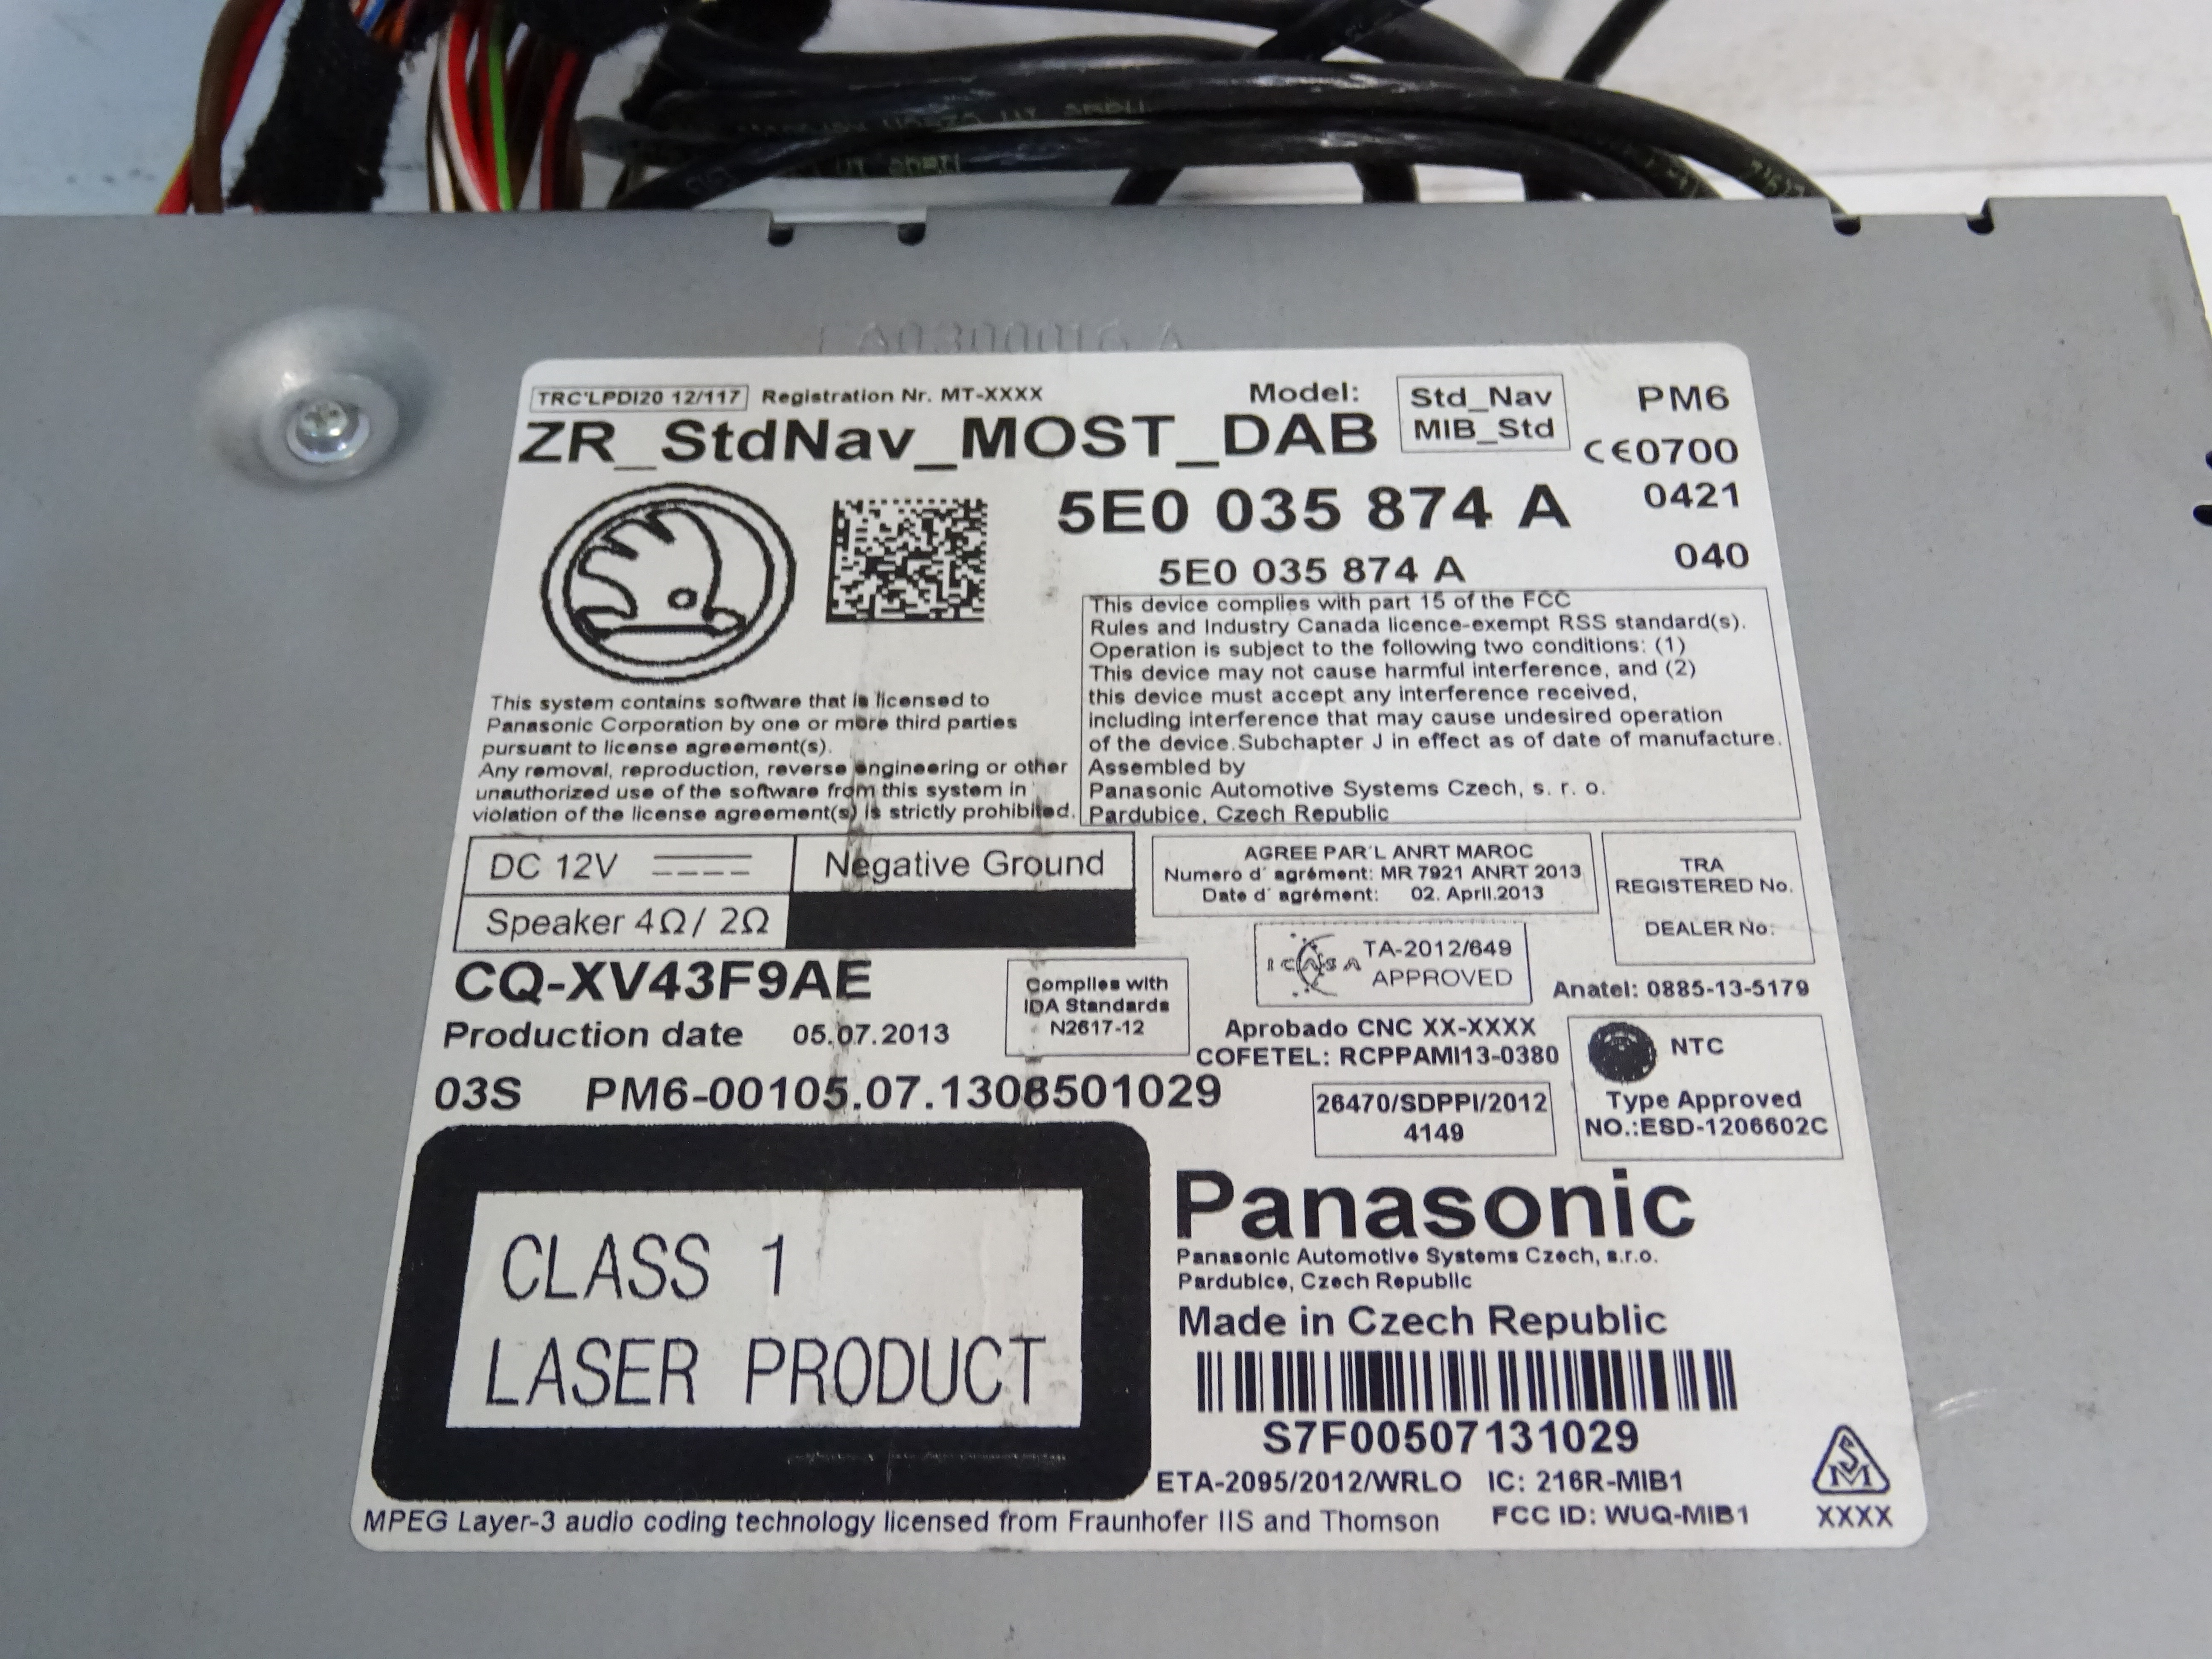 TRC'LPDI20 12/117 Registration Nr. MT-XXXX
Model:
Std_Nav
MIB_Std
PM6
ZR_StdNav_MOST_DAB
CE0700
5E0 035 874 A
0421
5E0 035 874 A
040
This device complies with part 15 of the FCC
Rules and Industry Canada licence-exempt RSS standard(s).
Operation is subject to the following two conditions: (1)
This device may not cause harmful interference, and (2)
this device must accept any interference received,
including interference that may cause undesired operation
of the device.Subchapter J in effect as of date of manufacture.
Assembled by
Panasonic Automotive Systems Czech, s. r. o.
Pardubice, Czech Republic
This system contains software that is licensed to
Panasonic Corporation by one or more third parties
pursuant to license agreement(s).
Any removal, reproduction, reverse engineering or other
unauthorized use of the software from this system in
violation of the license agreement(s) is strictly prohibited.
DC 12V
Negative Ground
Speaker 4Ω/ 2Ω
AGREE PAR'L ANRT MAROC
Numero d' agrément: MR 7921 ANRT 2013
Date d' agrément: 02. April.2013
TRA
REGISTERED No.
DEALER No:
ICASA TA-2012/649
APPROVED
CQ-XV43F9AE
Complies with
IDA Standards
N2617-12
Anatel: 0885-13-5179
Production date 05.07.2013
Aprobado CNC XX-XXXX
COFETEL: RCPPAMI13-0380
NTC
Type Approved
NO.:ESD-1206602C
03S PM6-00105.07.1308501029
26470/SDPPI/2012
4149
CLASS 1
LASER PRODUCT
Panasonic
Panasonic Automotive Systems Czech, s.r.o.
Pardubice, Czech Republic
Made in Czech Republic
S7F00507131029
ETA-2095/2012/WRLO IC: 216R-MIB1
FCC ID: WUQ-MIB1
SM
XXXX
MPEG Layer-3 audio coding technology licensed from Fraunhofer IIS and Thomson